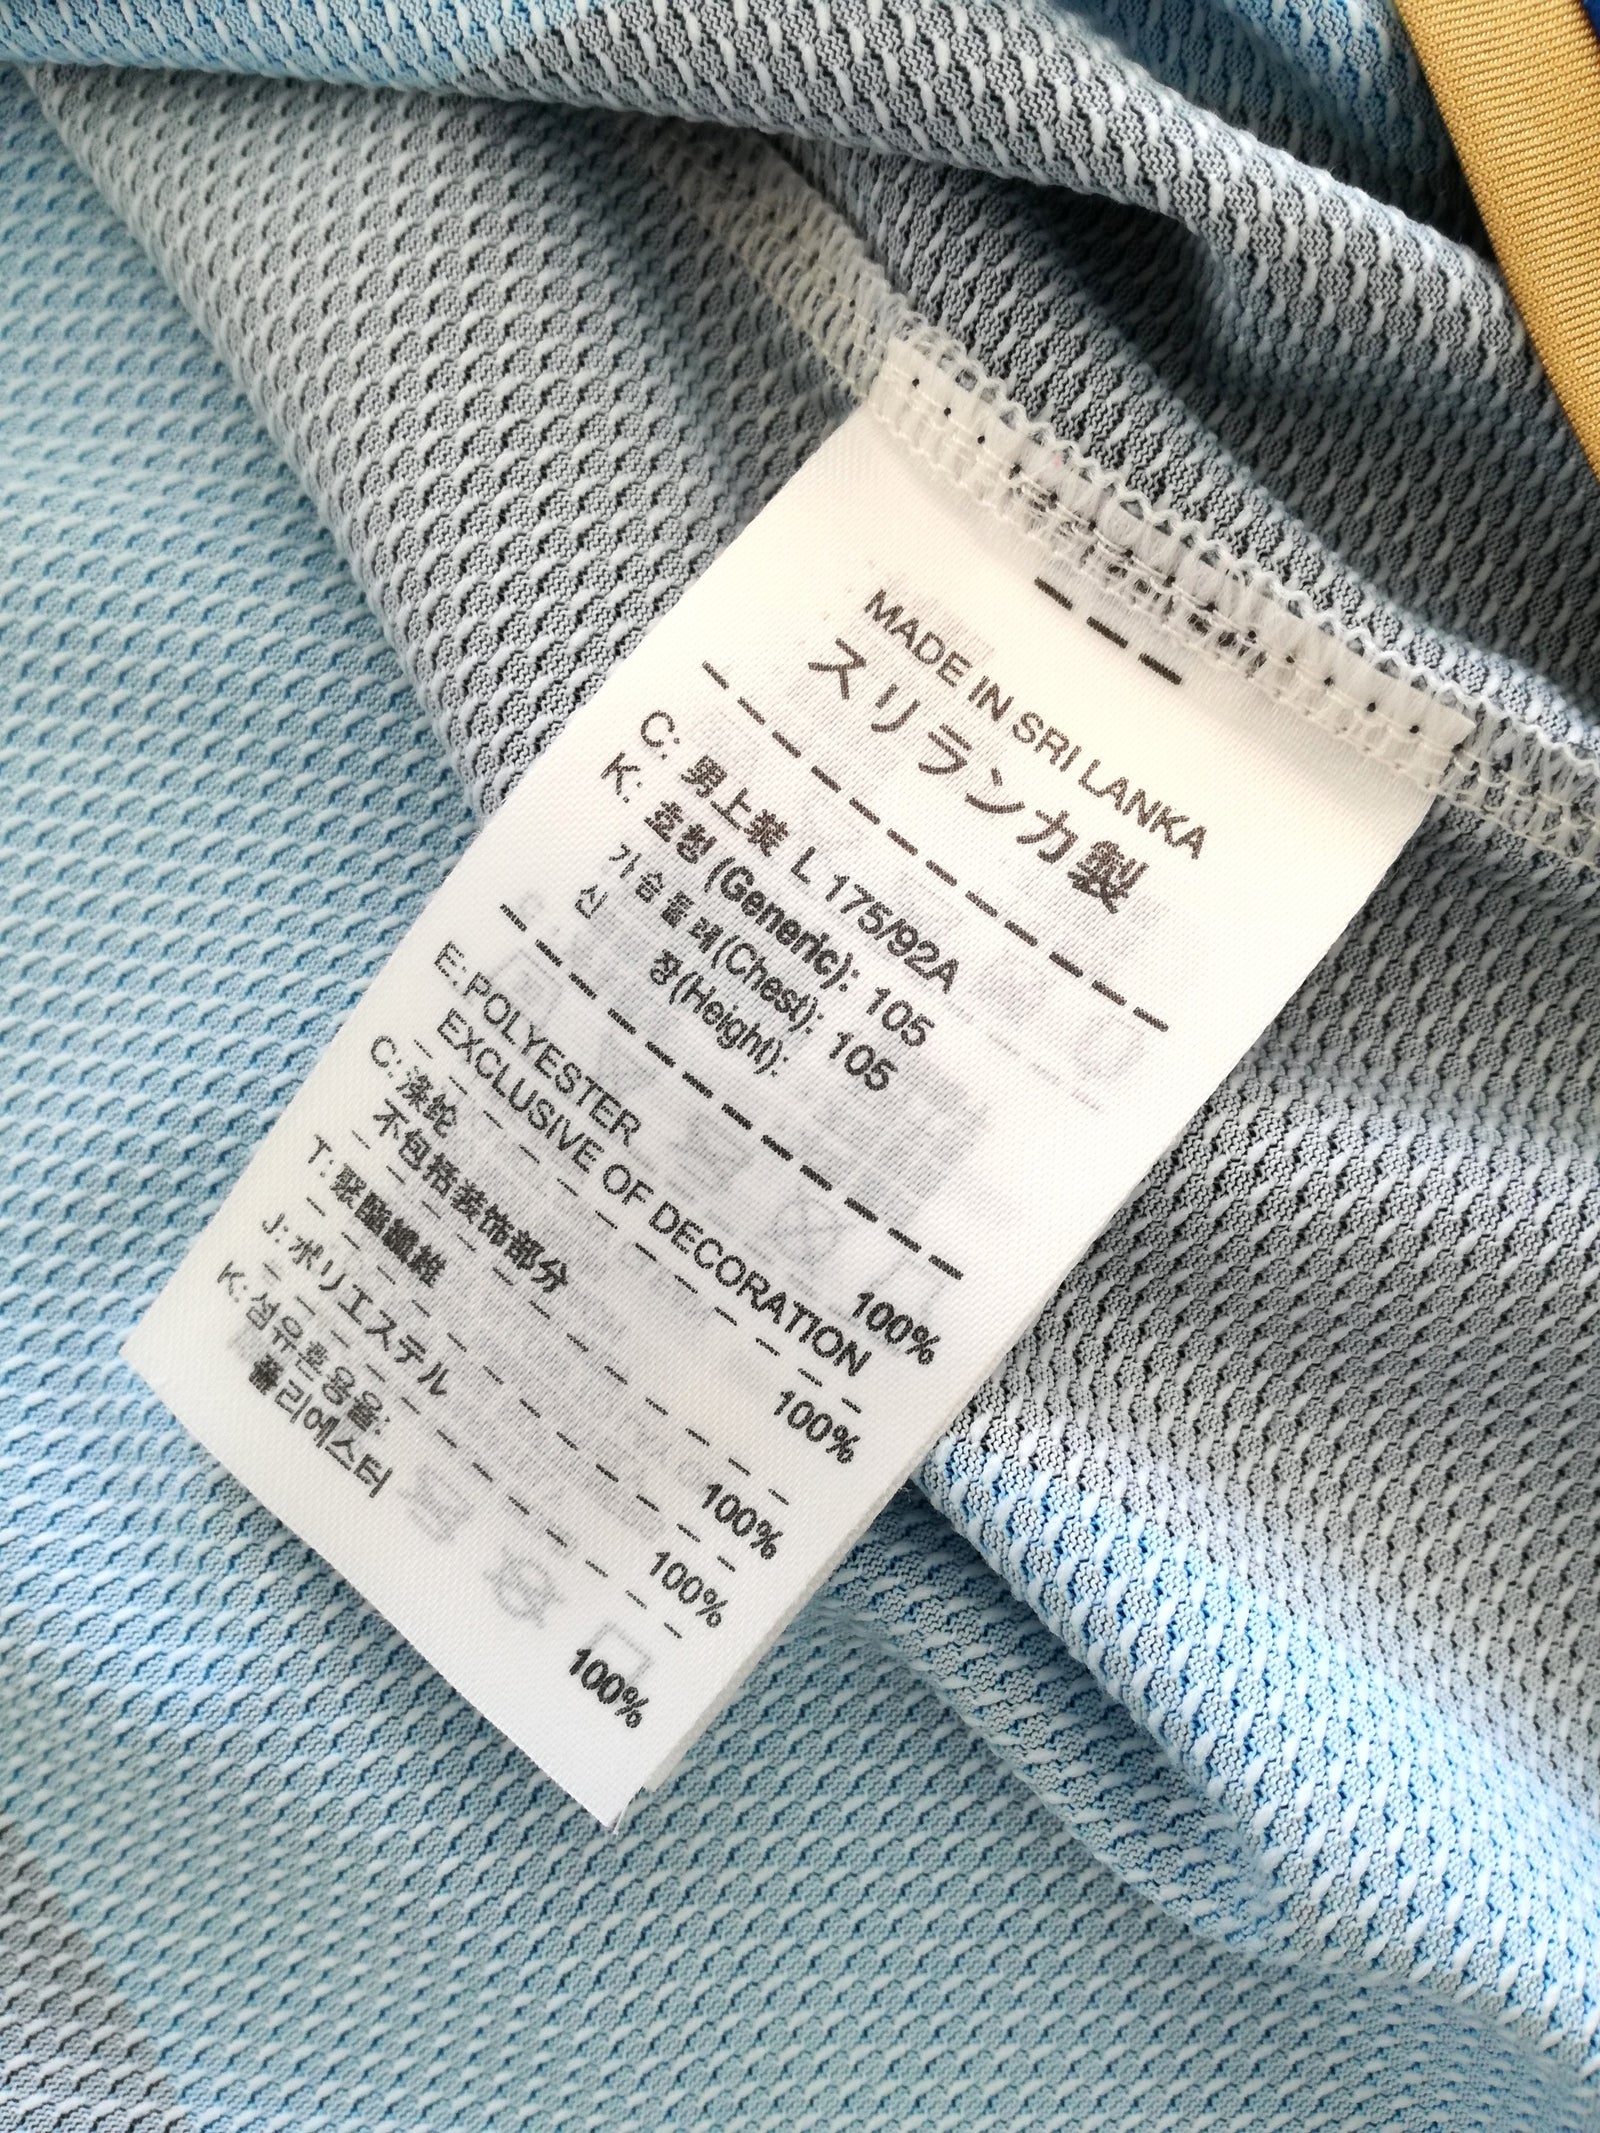 MADE IN SRI LANKA
スリランカ製
C: 男上装 L 175/92A
K: 호칭 (Generic): 105
가슴둘레(Chest): 105
신 장(Height):
E: POLYESTER 100%
EXCLUSIVE OF DECORATION
C: 涤纶 100%
不包括装饰部分
T: 聚酯纖維 100%
J: ポリエステル 100%
K: 섬유혼용율:
폴리에스터 100%